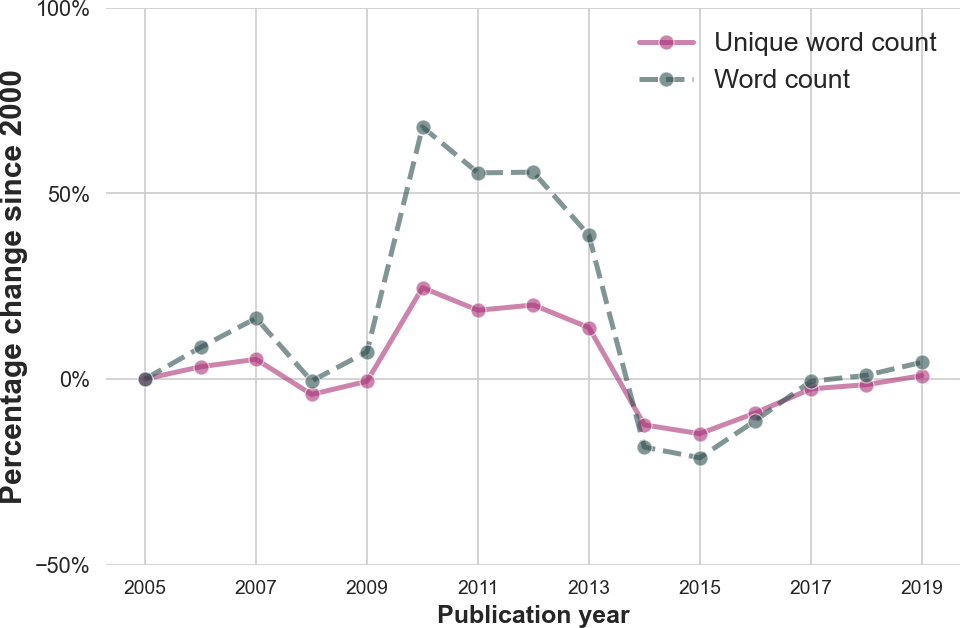 100%
50%
0%
−50%
Percentage change since 2000
Unique word count
Word count
2005 2007 2009 2011 2013 2015 2017 2019
Publication year